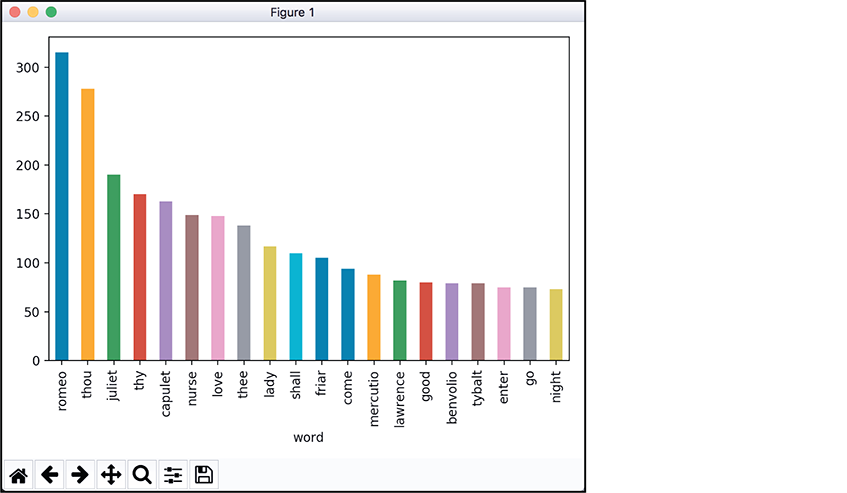 Figure 1
300
250
200
150
100
50
0
romeo
thou
juliet
thy
capulet
nurse
love
thee
lady
shall
friar
come
mercutio
lawrence
good
benvolio
tybalt
enter
go
night
word